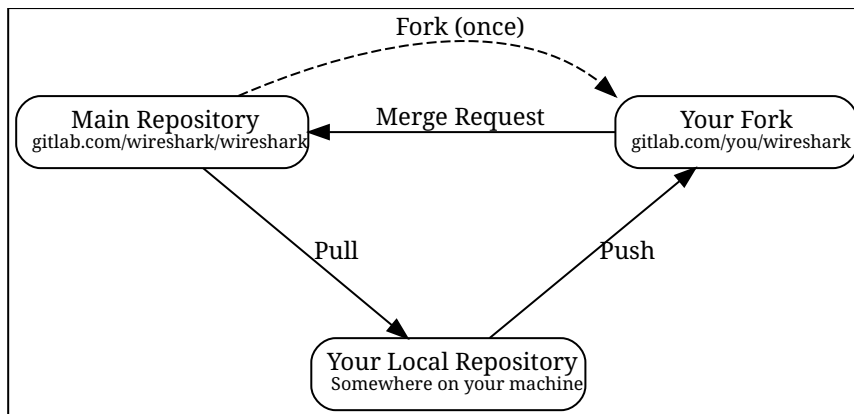 Fork (once)
Main Repository
gitlab.com/wireshark/wireshark
Merge Request
Your Fork
gitlab.com/you/wireshark
Pull
Push
Your Local Repository
Somewhere on your machine